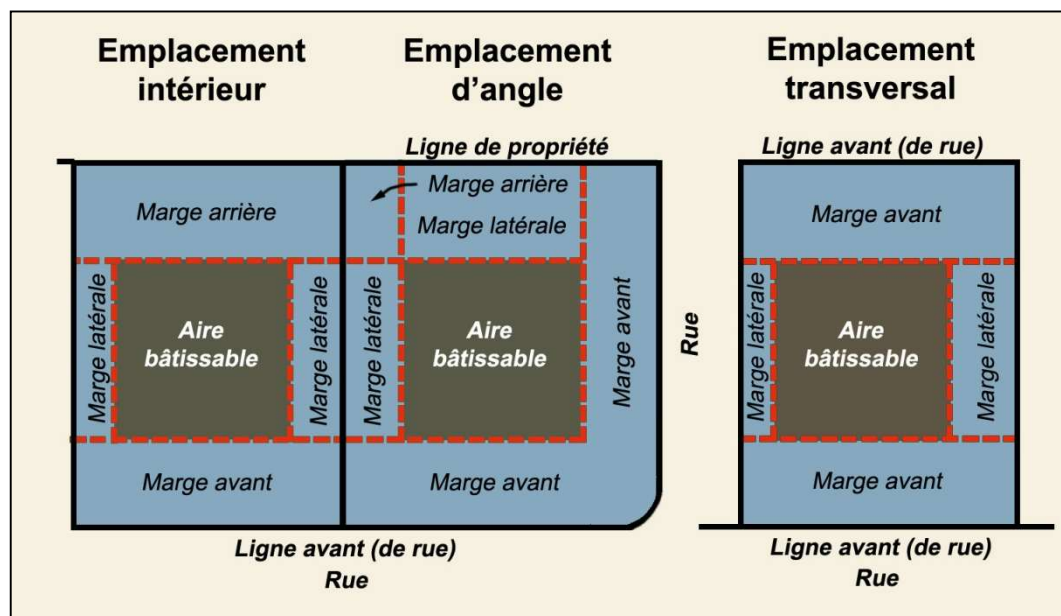 Emplacement
intérieur
Emplacement
d'angle
Emplacement
transversal
Ligne de propriété
Ligne avant (de rue)
Marge arrière
Marge arrière
Marge latérale
Marge avant
Marge latérale
Aire
bâtissable
Marge latérale
Marge latérale
Aire
bâtissable
Marge avant
Rue
Marge latérale
Aire
bâtissable
Marge latérale
Marge avant
Marge avant
Marge avant
Ligne avant (de rue)
Rue
Ligne avant (de rue)
Rue